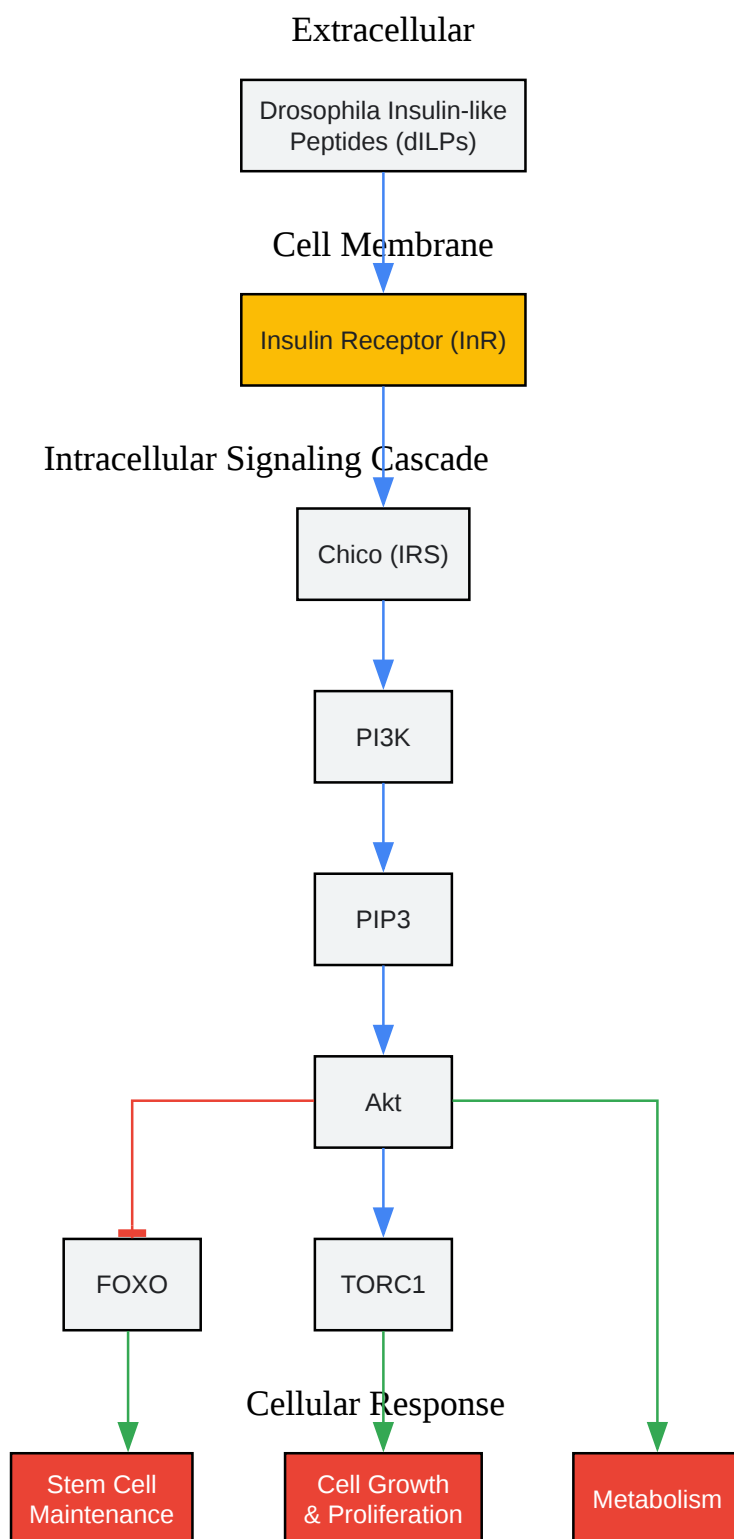 Extracellular
Drosophila Insulin-like
Peptides (dILPs)
Cell Membrane
Insulin Receptor (InR)
Intracellular Signaling Cascade
Chico (IRS)
PI3K
PIP3
Akt
FOXO
TORC1
Cellular Response
Stem Cell
Maintenance
Cell Growth
& Proliferation
Metabolism